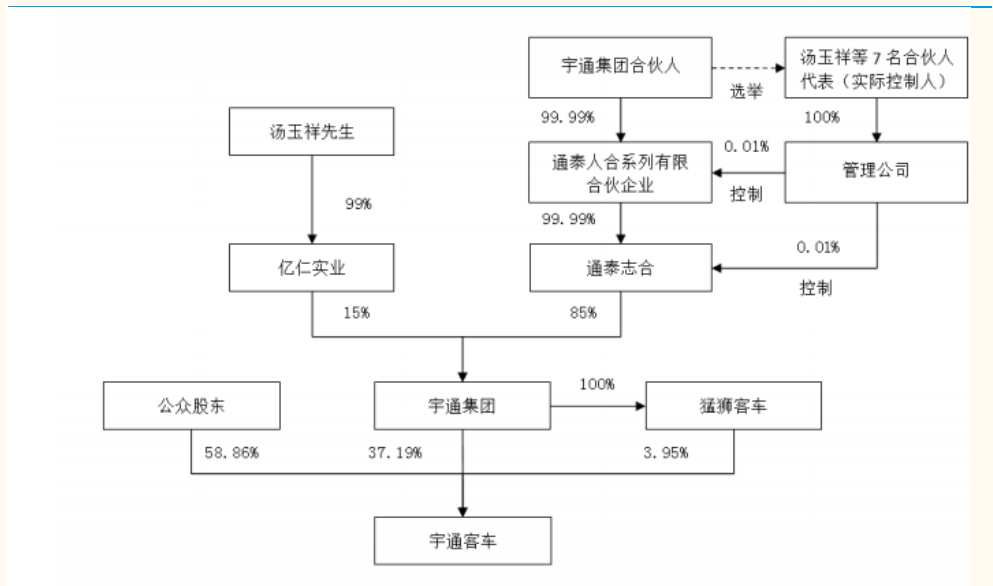 宇通集团合伙人
选举
汤玉祥等 7 名合伙人
代表（实际控制人）
99.99%
100%
汤玉祥先生
99%
通泰人合系列有限
合伙企业
0.01%
控制
管理公司
99.99%
0.01%
控制
亿仁实业
通泰志合
15%
85%
公众股东
宇通集团
100%
猛狮客车
58.86%
37.19%
3.95%
宇通客车